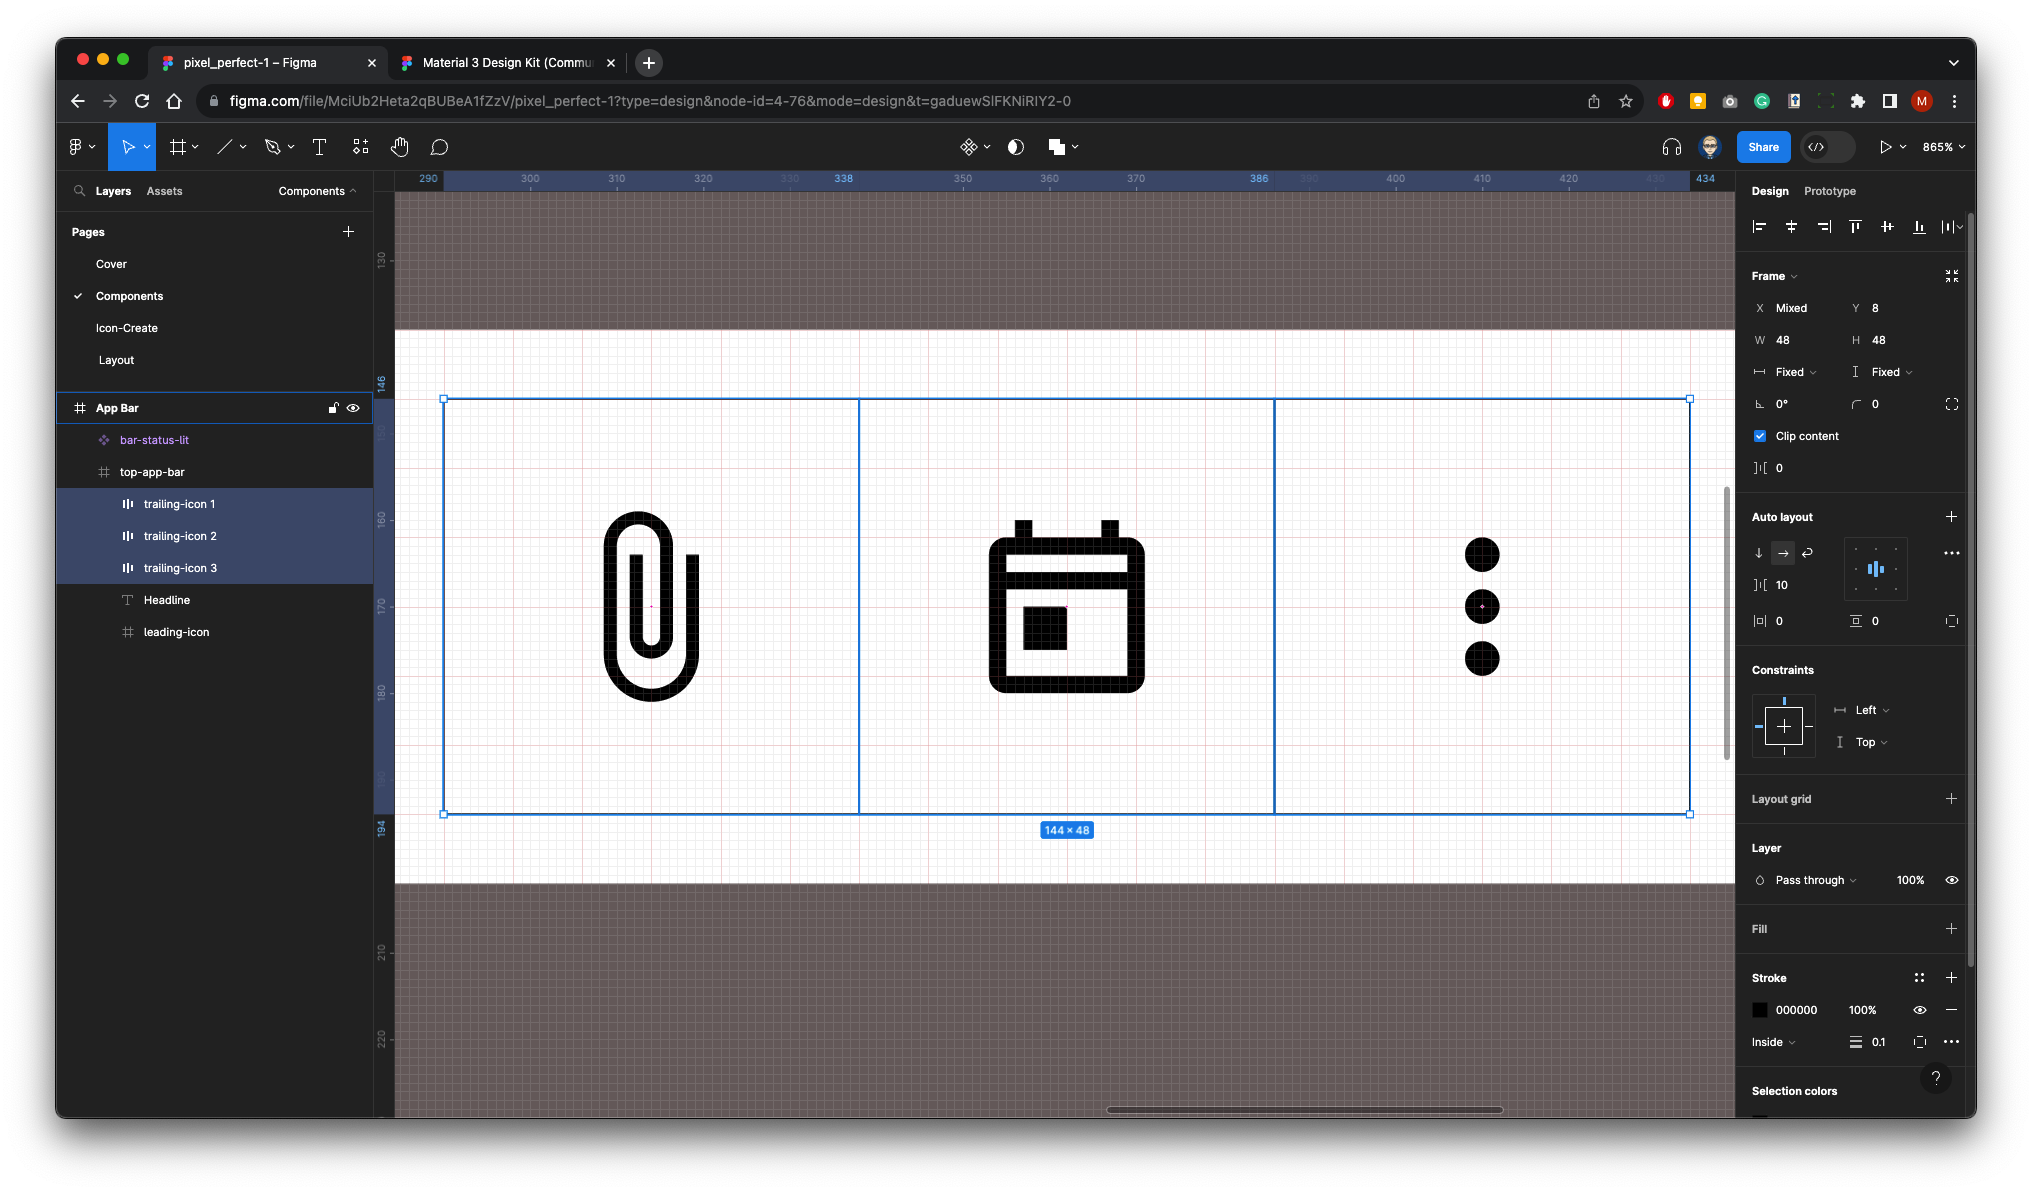 pixel_perfect-1 – Figma
Material 3 Design Kit (Commu
figma.com/file/MciUb2Heta2qBUBeA1fZzV/pixel_perfect-1?type=design&node-id=4-76&mode=design&t=gaduewSlFKNiRIY2-0
M
Share
865%
Layers Assets Components
290 300 310 320 330 338 350 360 370 386 390 400 410 420 430 434
Design Prototype
Pages
Cover
Components
Icon-Create
Layout
App Bar
bar-status-lit
top-app-bar
trailing-icon 1
trailing-icon 2
trailing-icon 3
Headline
leading-icon
130
146
150
160
170
180
190
194
210
220
144 × 48
Frame
X Mixed Y 8
W 48 H 48
Fixed Fixed
0° 0
Clip content
0
Auto layout
10
0 0
Constraints
Left
Top
Layout grid
Layer
Pass through 100%
Fill
Stroke
000000 100%
Inside 0.1
?
Selection colors